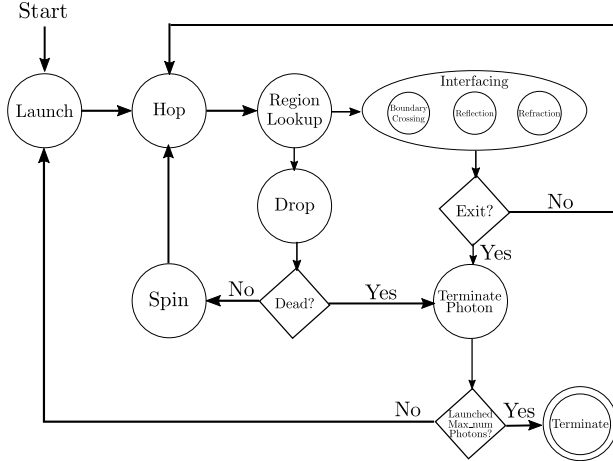 Start
Launch
Hop
Region
Lookup
Interfacing
Boundary
Crossing
Reflection
Refraction
Drop
Exit?
No
Yes
Spin
No
Dead?
Yes
Terminate
Photon
No
Launched
Max_num
Photons?
Yes
Terminate